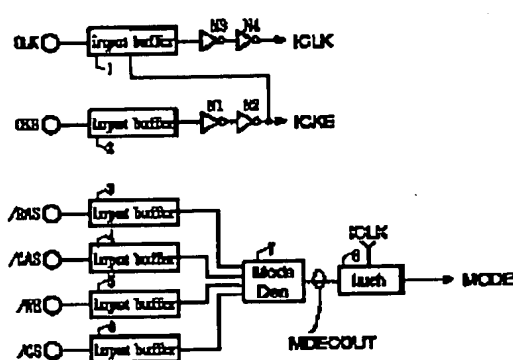 CLK
input buffer
N3
N4
ICLK
1
CKE
input buffer
N1
N2
ICKE
2
3
/RAS
input buffer
4
/CAS
input buffer
5
/WE
input buffer
6
/CS
input buffer
7
Mode
ICLK
8
latch
MODE
MDECOUT